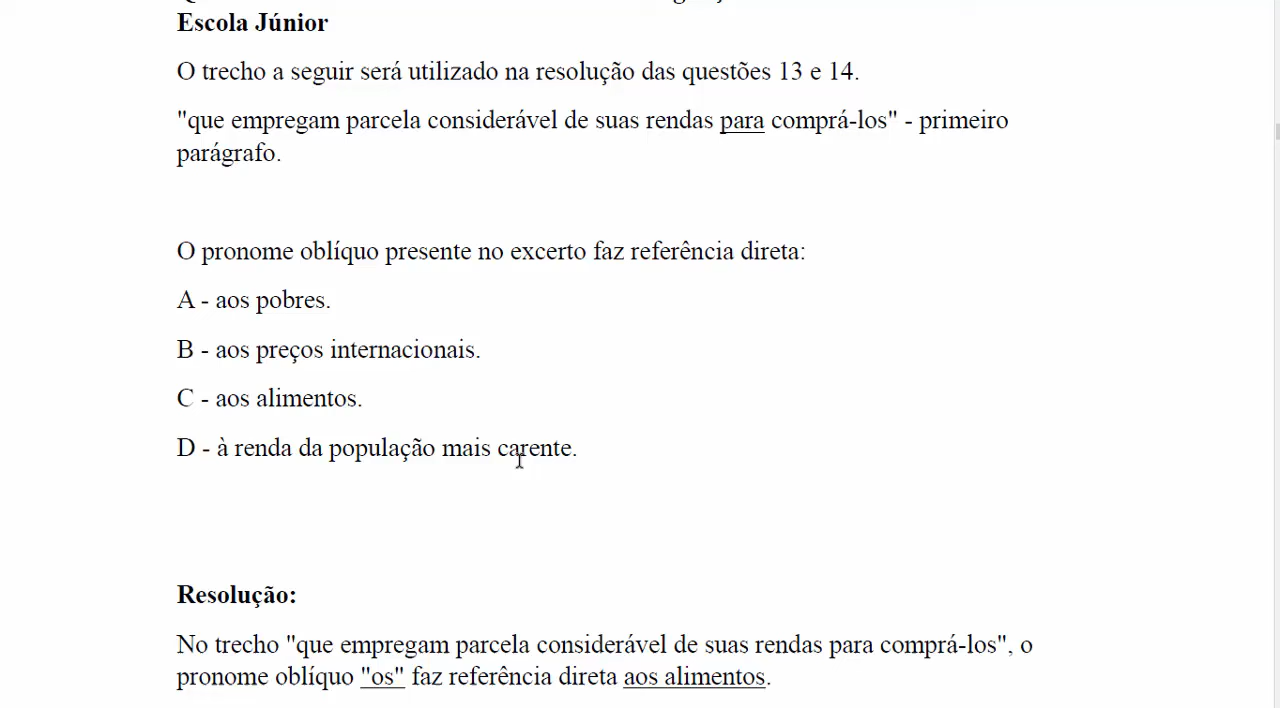 Escola Júnior
O trecho a seguir será utilizado na resolução das questões 13 e 14.
"que empregam parcela considerável de suas rendas para comprá-los" - primeiro
parágrafo.
O pronome oblíquo presente no excerto faz referência direta:
A - aos pobres.
B - aos preços internacionais.
C - aos alimentos.
D - à renda da população mais carente.
Resolução:
No trecho "que empregam parcela considerável de suas rendas para comprá-los", o
pronome oblíquo "os" faz referência direta aos alimentos.